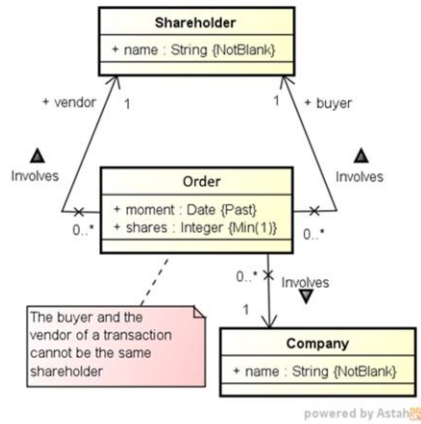 Shareholder
+ name : String {NotBlank}
+ vendor
1
1
+ buyer
Involves
Involves
Order
+ moment : Date {Past}
+ shares : Integer {Min(1)}
0..*
0..*
0..*
Involves
1
The buyer and the
vendor of a transaction
cannot be the same
shareholder
Company
+ name : String {NotBlank}
powered by Astah